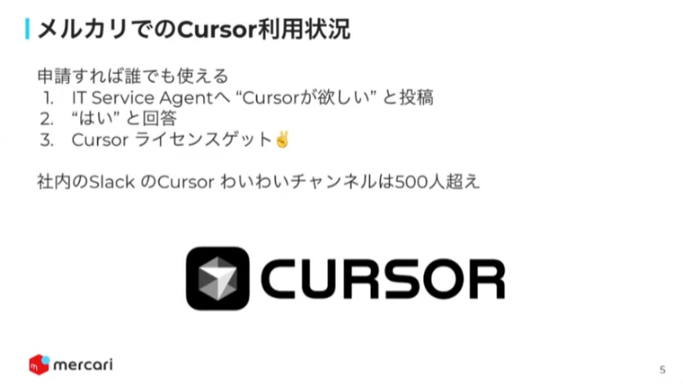 メルカリでのCursor利用状況
申請すれば誰でも使える
1. IT Service Agentへ “Cursorが欲しい” と投稿
2. “はい” と回答
3. Cursor ライセンスゲット✌️
社内のSlack のCursor わいわいチャンネルは500人超え
CURSOR
mercari
5